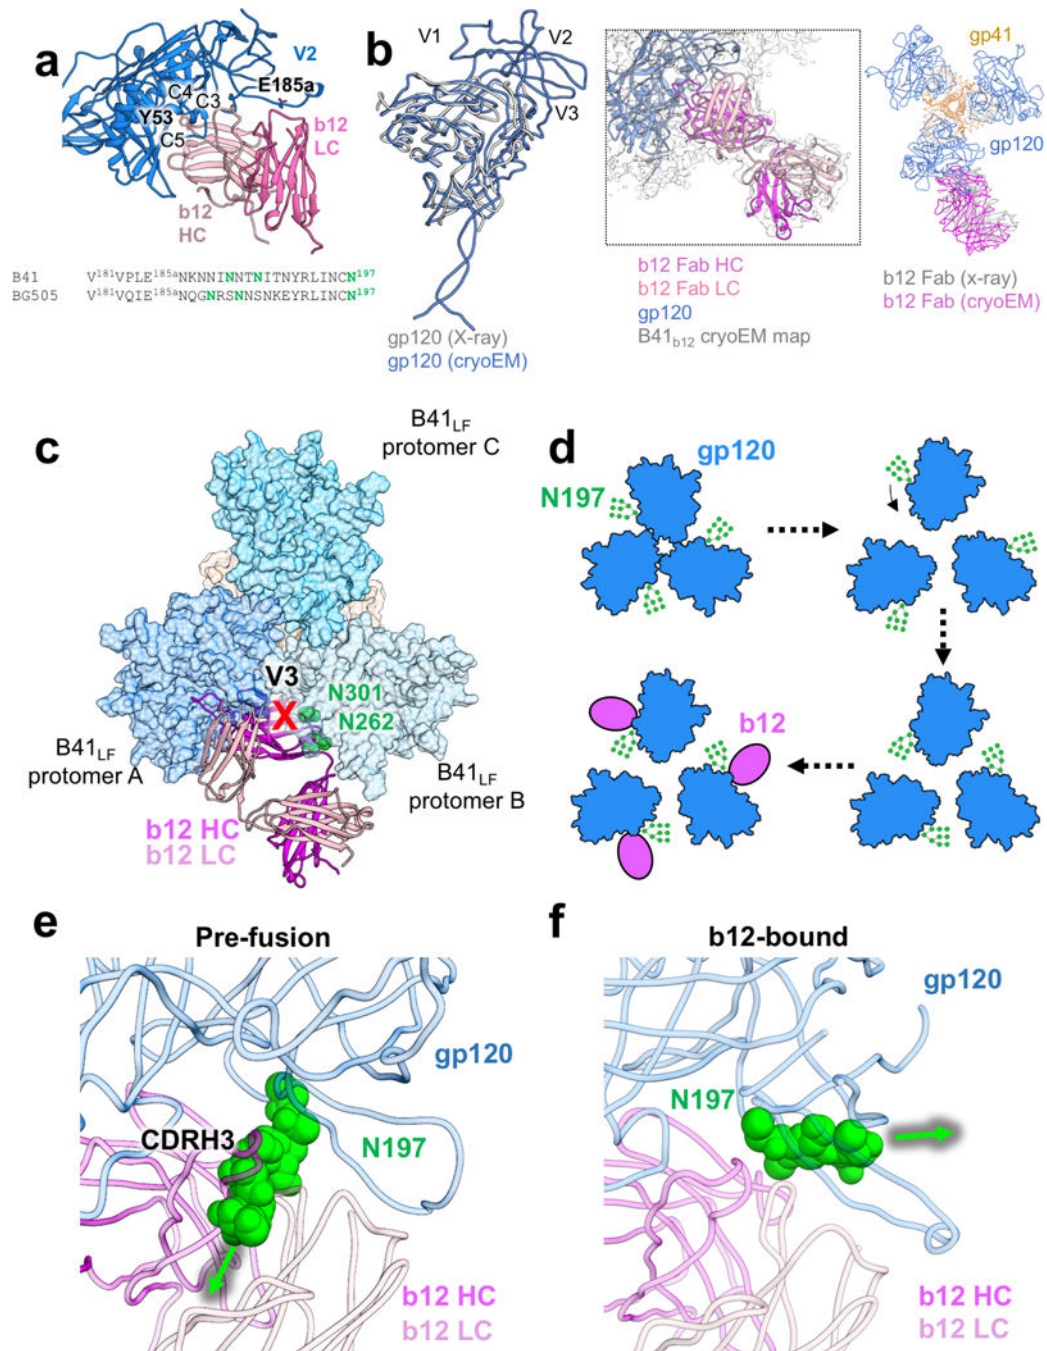 a
V2
E185a
C4
C3
Y53
C5
b12
LC
b12
HC
B41 V¹⁸¹VPLE¹⁸⁵ᵃNKNNINNTNITNYRLINCN¹⁹⁷
BG505 V¹⁸¹VQIE¹⁸⁵ᵃNQGNRSNNSNKEYRLINCN¹⁹⁷
b
V1
V2
V3
gp120 (X-ray)
gp120 (cryoEM)
b12 Fab HC
b12 Fab LC
gp120
B41b12 cryoEM map
gp41
gp120
b12 Fab (x-ray)
b12 Fab (cryoEM)
c
B41LF
protomer C
V3
N301
X
N262
B41LF
protomer A
B41LF
protomer B
b12 HC
b12 LC
d
gp120
N197
b12
e
Pre-fusion
gp120
CDRH3
N197
b12 HC
b12 LC
f
b12-bound
gp120
N197
b12 HC
b12 LC